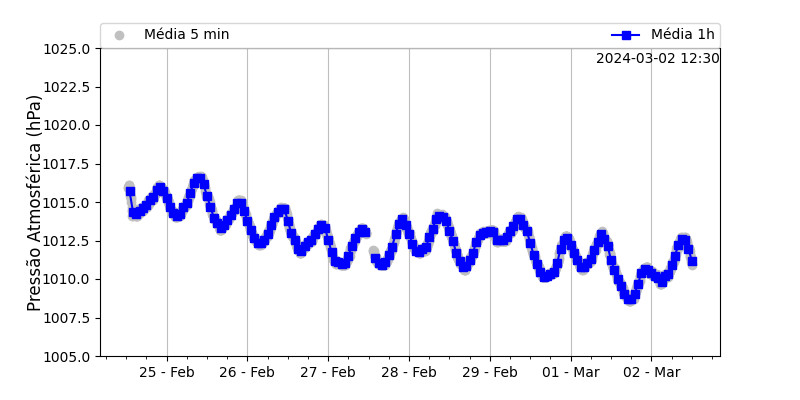 Média 5 min
Média 1h
2024-03-02 12:30
Pressão Atmosférica (hPa)
1025.0
1022.5
1020.0
1017.5
1015.0
1012.5
1010.0
1007.5
1005.0
25 - Feb
26 - Feb
27 - Feb
28 - Feb
29 - Feb
01 - Mar
02 - Mar